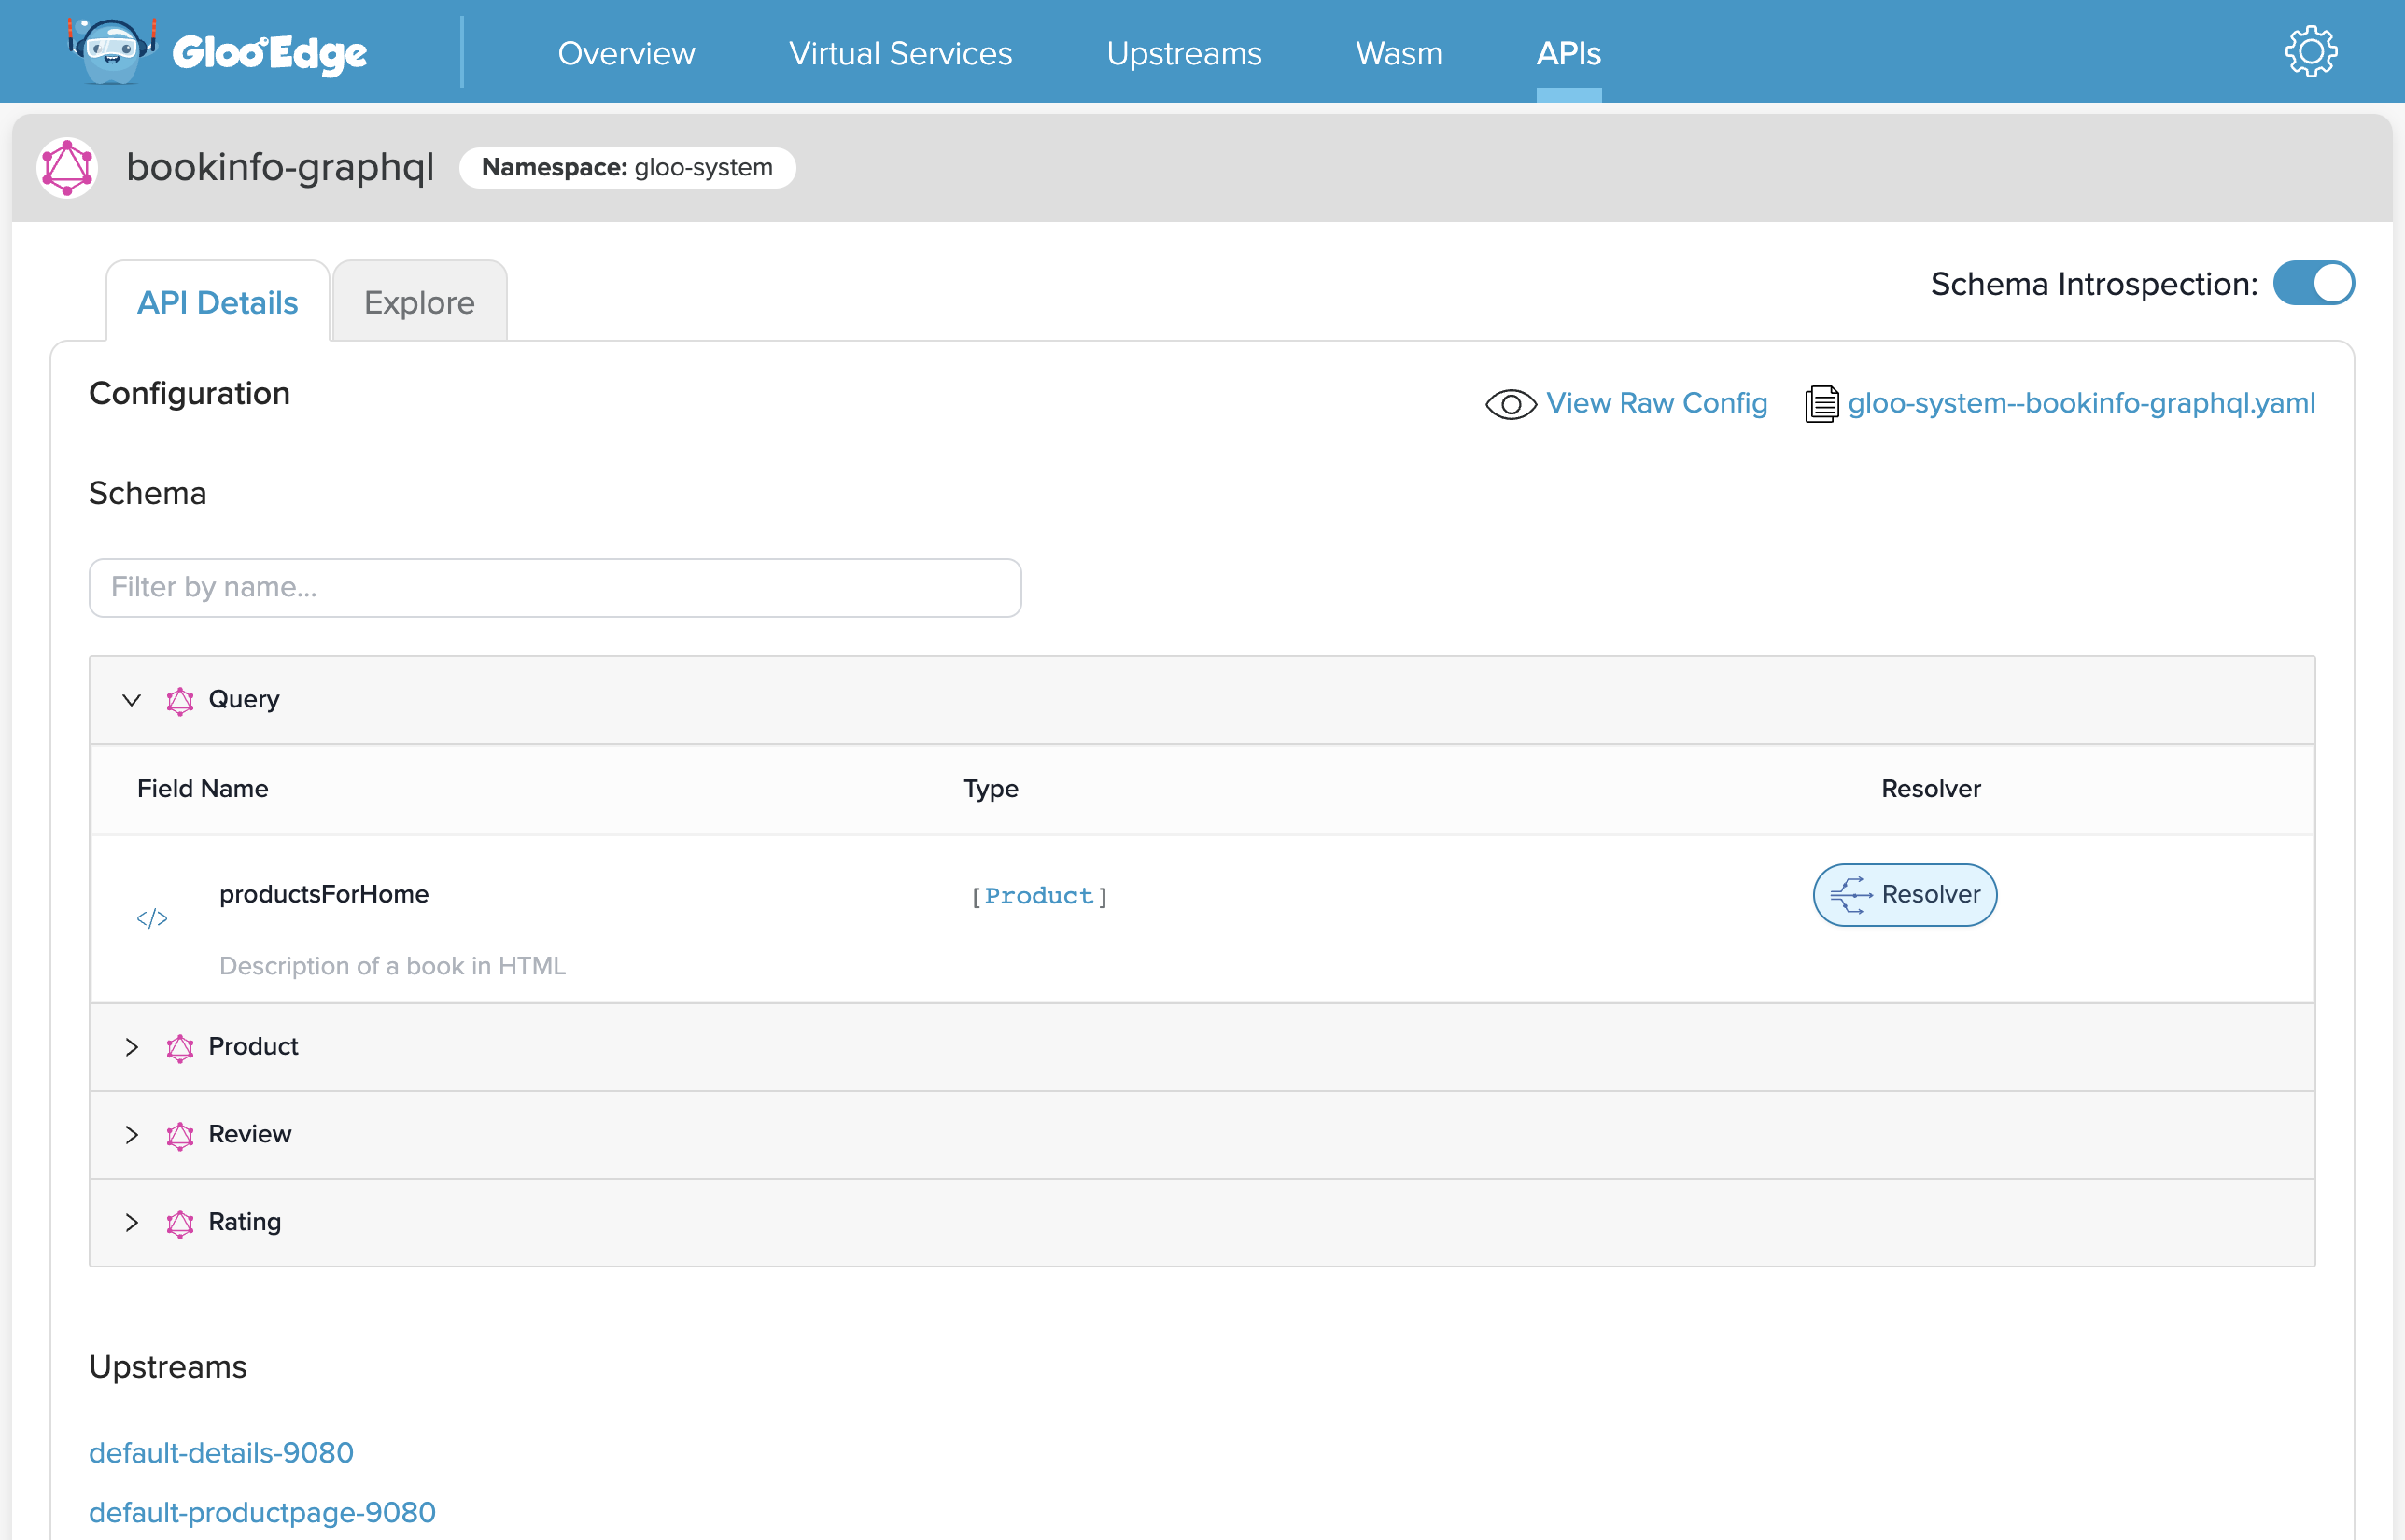 Gloo Edge
Overview
Virtual Services
Upstreams
Wasm
APIs
bookinfo-graphql
Namespace: gloo-system
API Details
Explore
Schema Introspection:
Configuration
View Raw Config
gloo-system--bookinfo-graphql.yaml
Schema
Filter by name...
Query
Field Name
Type
Resolver
productsForHome
[Product]
Resolver
</>
Description of a book in HTML
Product
Review
Rating
Upstreams
default-details-9080
default-productpage-9080